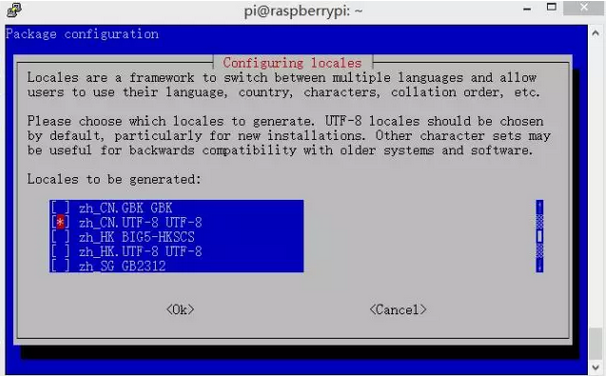 pi@raspberrypi: ~
Package configuration
Configuring locales
Locales are a framework to switch between multiple languages and allow
users to use their language, country, characters, collation order, etc.
Please choose which locales to generate. UTF-8 locales should be chosen
by default, particularly for new installations. Other character sets may
be useful for backwards compatibility with older systems and software.
Locales to be generated:
[ ] zh_CN.GBK GBK
[*] zh_CN.UTF-8 UTF-8
[ ] zh_HK BIG5-HKSCS
[ ] zh_HK.UTF-8 UTF-8
[ ] zh_SG GB2312
<Ok> <Cancel>